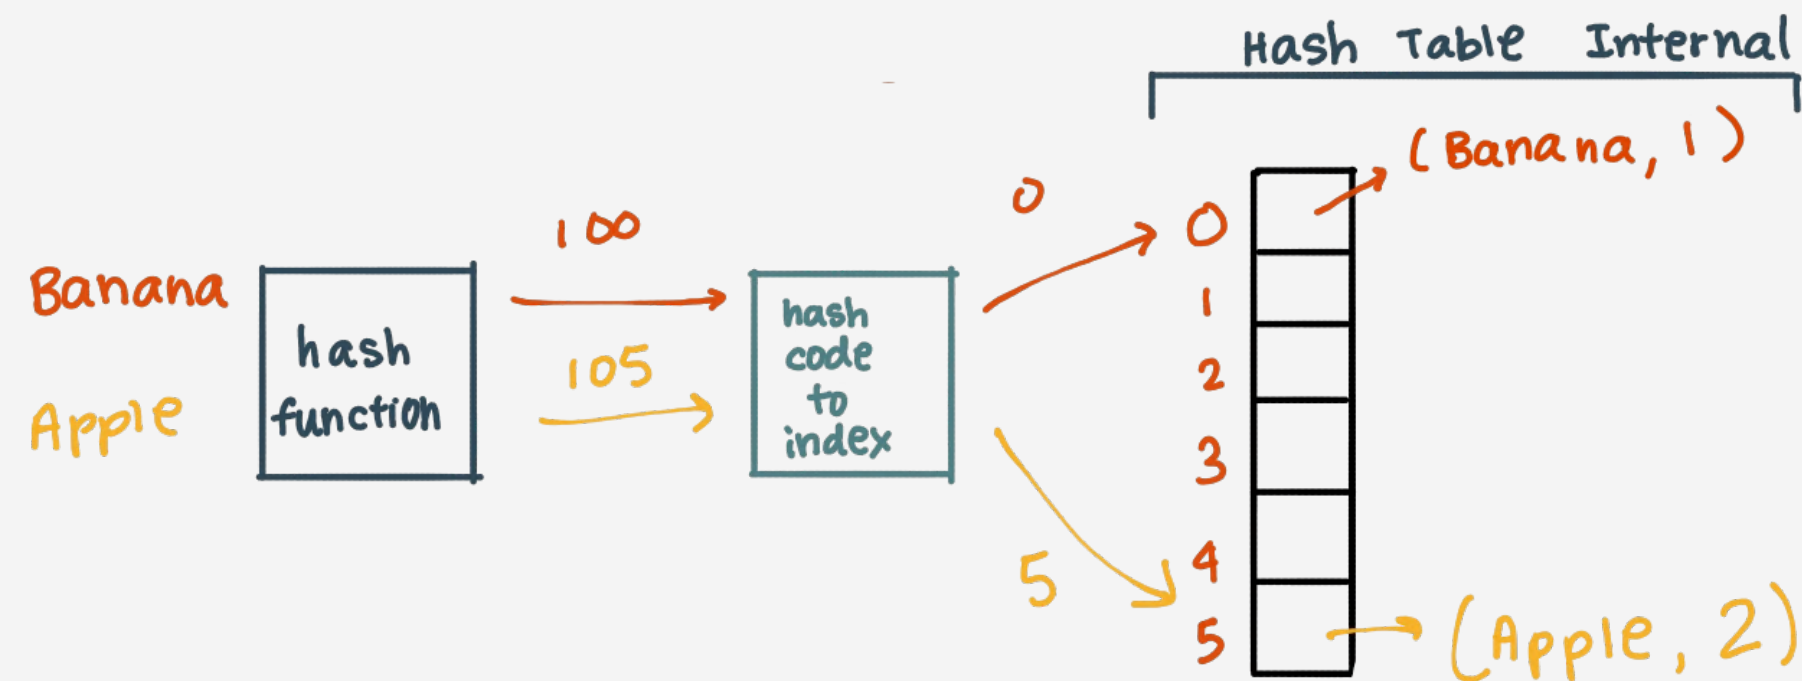 Hash Table Internal
(Banana, 1)
100
0
0
Banana
hash
function
hash
code
to
index
1
105
2
Apple
3
4
5
5
(Apple, 2)